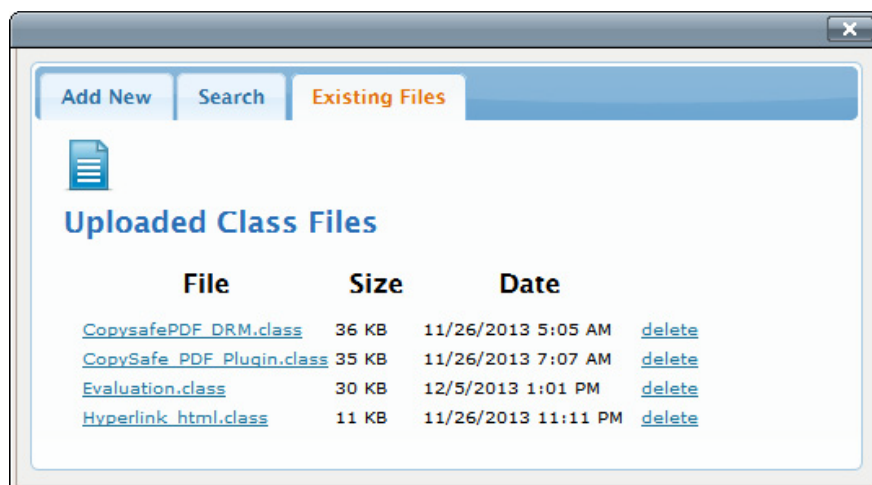 Add New Search Existing Files
Uploaded Class Files
File Size Date
CopysafePDF_DRM.class 36 KB 11/26/2013 5:05 AM delete
CopySafe_PDF_Plugin.class 35 KB 11/26/2013 7:07 AM delete
Evaluation.class 30 KB 12/5/2013 1:01 PM delete
Hyperlink_html.class 11 KB 11/26/2013 11:11 PM delete